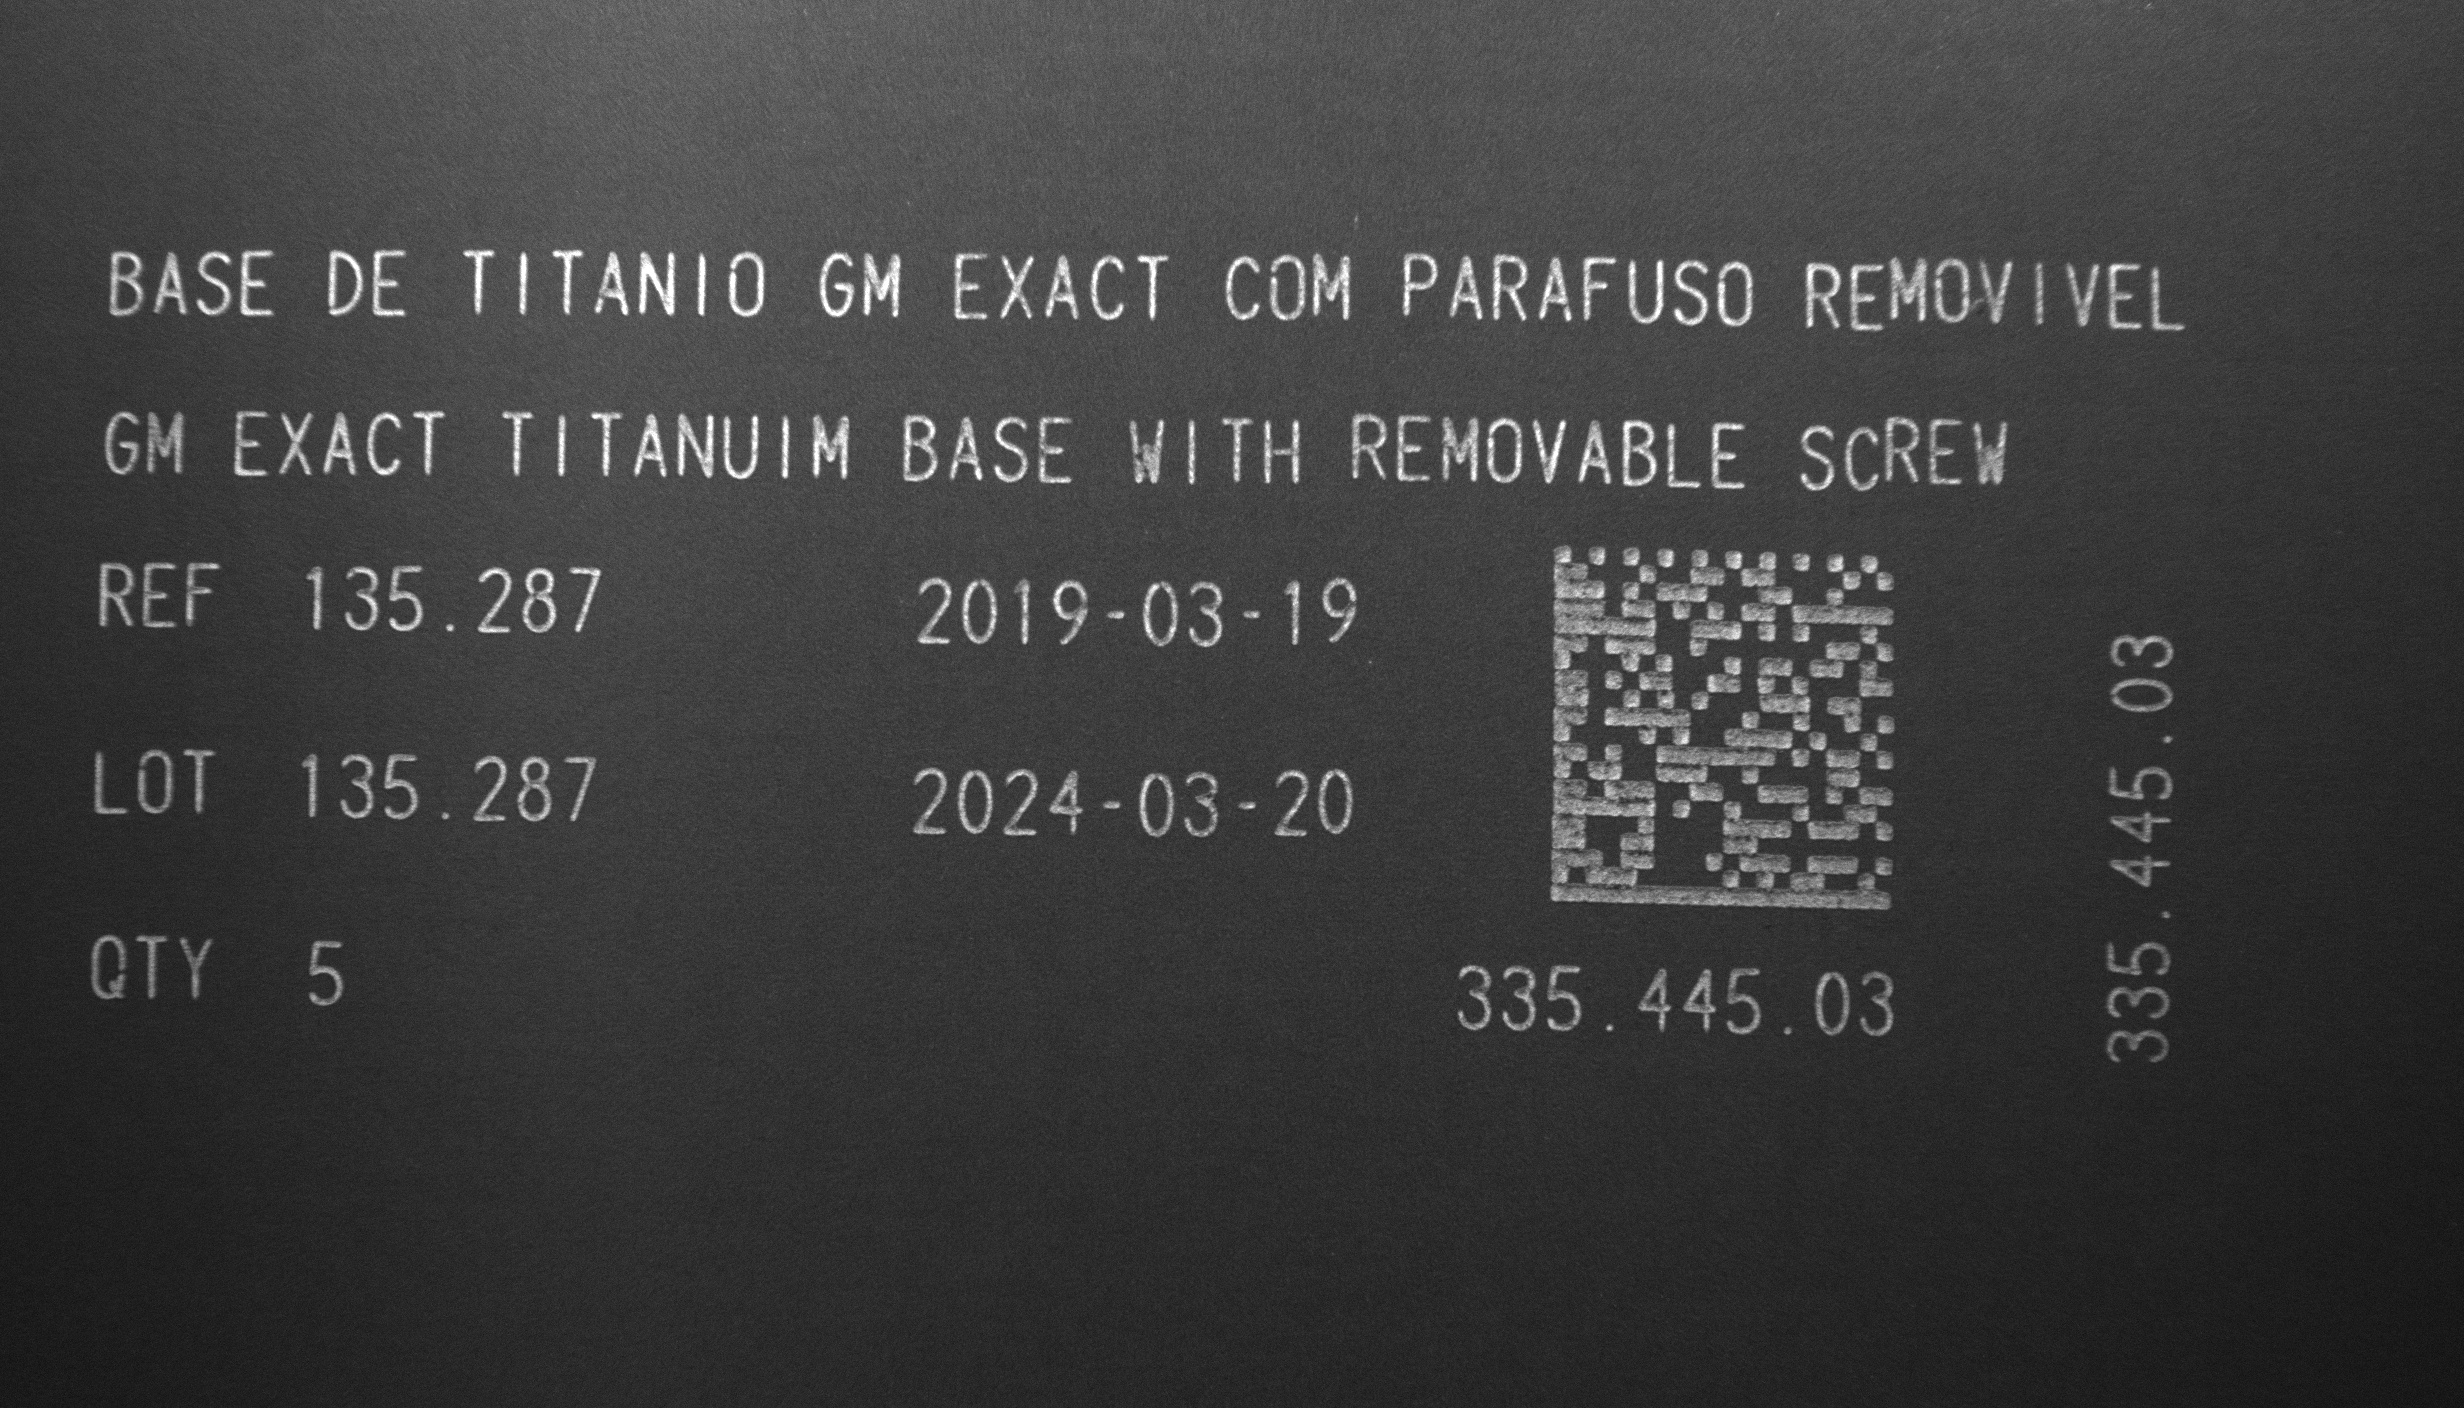 BASE DE TITANIO GM EXACT COM PARAFUSO REMOVIVEL
GM EXACT TITANUIM BASE WITH REMOVABLE SCREW
REF 135.287 2019-03-19
LOT 135.287 2024-03-20
QTY 5
335.445.03
335.445.03